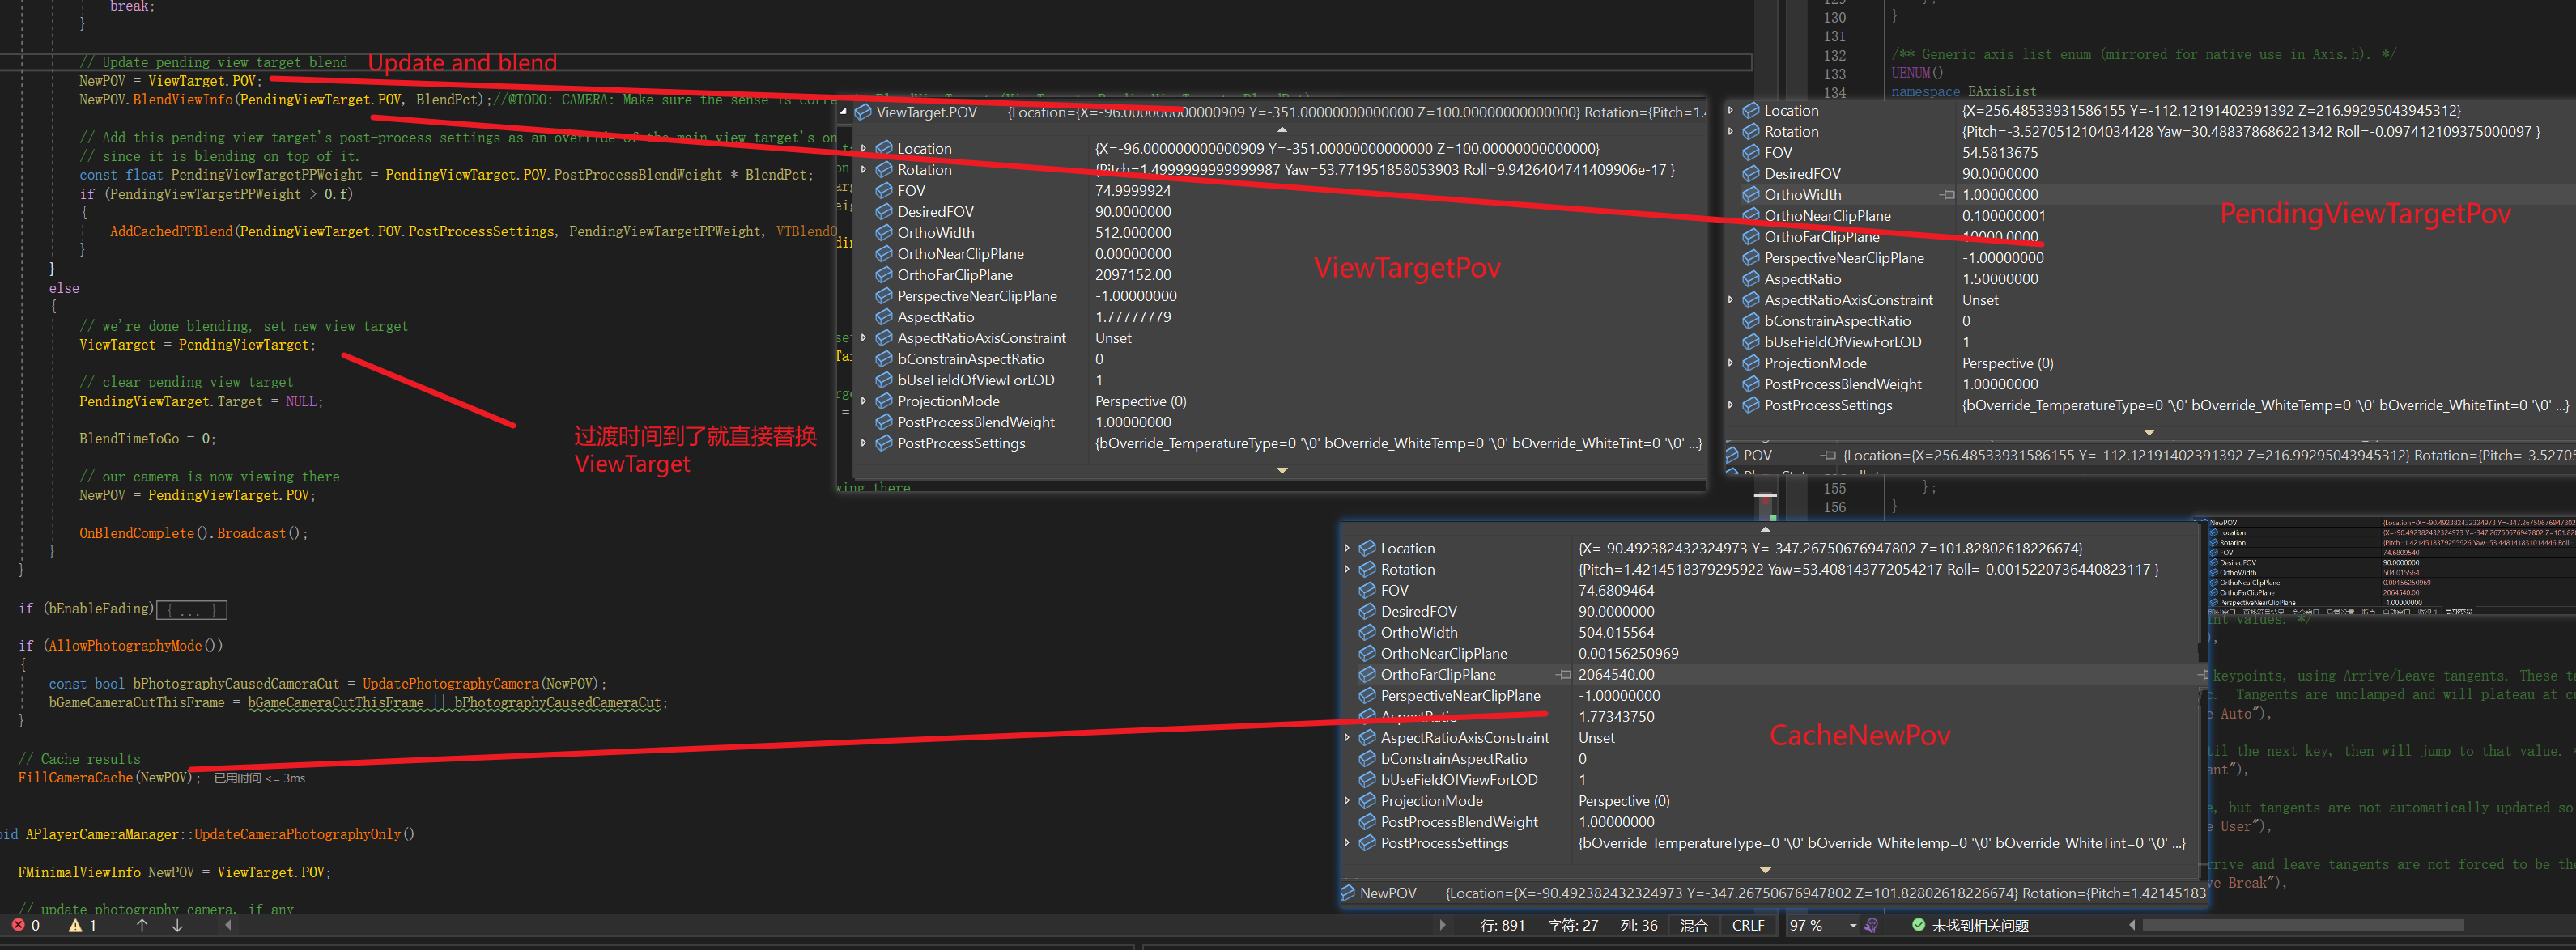 break;
}
// Update pending view target blend
Update and blend
NewPOV = ViewTarget.POV;
NewPOV.BlendViewInfo(PendingViewTarget.POV, BlendPct);//@TODO: CAMERA: Make sure the sense is
// Add this pending view target's post-process settings as an override of the main view target's
// since it is blending on top of it.
const float PendingViewTargetPPWeight = PendingViewTarget.POV.PostProcessBlendWeight * BlendPct;
if (PendingViewTargetPPWeight > 0.f)
{
AddCachedPPBlend(PendingViewTarget.POV.PostProcessSettings, PendingViewTargetPPWeight,
}
}
else
{
// we're done blending, set new view target
ViewTarget = PendingViewTarget;
// clear pending view target
PendingViewTarget.Target = NULL;
BlendTimeToGo = 0;
// our camera is now viewing there
NewPOV = PendingViewTarget.POV;
OnBlendComplete().Broadcast();
}
}
过渡时间到了就直接替换
ViewTarget
if (bEnableFading){ ... }
if (AllowPhotographyMode())
{
const bool bPhotographyCausedCameraCut = UpdatePhotographyCamera(NewPOV);
bGameCameraCutThisFrame = bGameCameraCutThisFrame || bPhotographyCausedCameraCut;
}
// Cache results
FillCameraCache(NewPOV); 已用时间 <= 3ms
APlayerCameraManager::UpdateCameraPhotographyOnly()
FMinimalViewInfo NewPOV = ViewTarget.POV;
// update photography camera, if any
ViewTarget.POV {Location={X=-96.000000000000909 Y=-351.00000000000000 Z=100.00000000000000} Rotation={Pitch=1.
Location {X=-96.000000000000909 Y=-351.00000000000000 Z=100.00000000000000}
Rotation {Pitch=1.4999999999999987 Yaw=53.771951858053903 Roll=9.9426404741409906e-17 }
FOV 74.9999924
DesiredFOV 90.0000000
OrthoWidth 512.000000
OrthoNearClipPlane 0.00000000
OrthoFarClipPlane 2097152.00
PerspectiveNearClipPlane -1.00000000
AspectRatio 1.77777779
AspectRatioAxisConstraint Unset
bConstrainAspectRatio 0
bUseFieldOfViewForLOD 1
ProjectionMode Perspective (0)
PostProcessBlendWeight 1.00000000
PostProcessSettings {bOverride_TemperatureType=0 '\0' bOverride_WhiteTemp=0 '\0' bOverride_WhiteTint=0 '\0' ...}
ViewTargetPov
130 }
131
132 /** Generic axis list enum (mirrored for native use in Axis.h). */
133 UENUM()
134 namespace EAxisList
Location {X=256.48533931586155 Y=-112.12191402391392 Z=216.99295043945312}
Rotation {Pitch=-3.5270512104034428 Yaw=30.488378686221342 Roll=-0.097412109375000097 }
FOV 54.5813675
DesiredFOV 90.0000000
OrthoWidth 1.00000000
OrthoNearClipPlane 0.100000001
OrthoFarClipPlane 10000.0000
PerspectiveNearClipPlane -1.00000000
AspectRatio 1.50000000
AspectRatioAxisConstraint Unset
bConstrainAspectRatio 0
bUseFieldOfViewForLOD 1
ProjectionMode Perspective (0)
PostProcessBlendWeight 1.00000000
PostProcessSettings {bOverride_TemperatureType=0 '\0' bOverride_WhiteTemp=0 '\0' bOverride_WhiteTint=0 '\0' ...}
PendingViewTargetPov
POV {Location={X=256.48533931586155 Y=-112.12191402391392 Z=216.99295043945312} Rotation={Pitch=-3.52705
155 };
156 }
Location {X=-90.492382432324973 Y=-347.26750676947802 Z=101.82802618226674}
Rotation {Pitch=1.4214518379295922 Yaw=53.408143772054217 Roll=-0.0015220736440823117 }
FOV 74.6809464
DesiredFOV 90.0000000
OrthoWidth 504.015564
OrthoNearClipPlane 0.00156250969
OrthoFarClipPlane 2064540.00
PerspectiveNearClipPlane -1.00000000
AspectRatio 1.77343750
AspectRatioAxisConstraint Unset
bConstrainAspectRatio 0
bUseFieldOfViewForLOD 1
ProjectionMode Perspective (0)
PostProcessBlendWeight 1.00000000
PostProcessSettings {bOverride_TemperatureType=0 '\0' bOverride_WhiteTemp=0 '\0' bOverride_WhiteTint=0 '\0' ...}
CacheNewPov
NewPOV {Location={X=-90.492382432324973 Y=-347.26750676947802 Z=101.82802618226674} Rotation={Pitch=1.42145183
NewPOV
Location
Rotation
FOV 74.6809540
DesiredFOV 90.0000000
OrthoWidth 504.015564
OrthoNearClipPlane 0.00156250969
OrthoFarClipPlane 2064540.00
PerspectiveNearClipPlane -1.00000000
values. */
keypoints, using Arrive/Leave tangents. These
Tangents are unclamped and will plateau at
Auto"),
the next key, then will jump to that value.
but tangents are not automatically updated so
User"),
and leave tangents are not forced to be the
Break"),
0 1 行: 891 字符: 27 列: 36 混合 CRLF 97 % 未找到相关问题